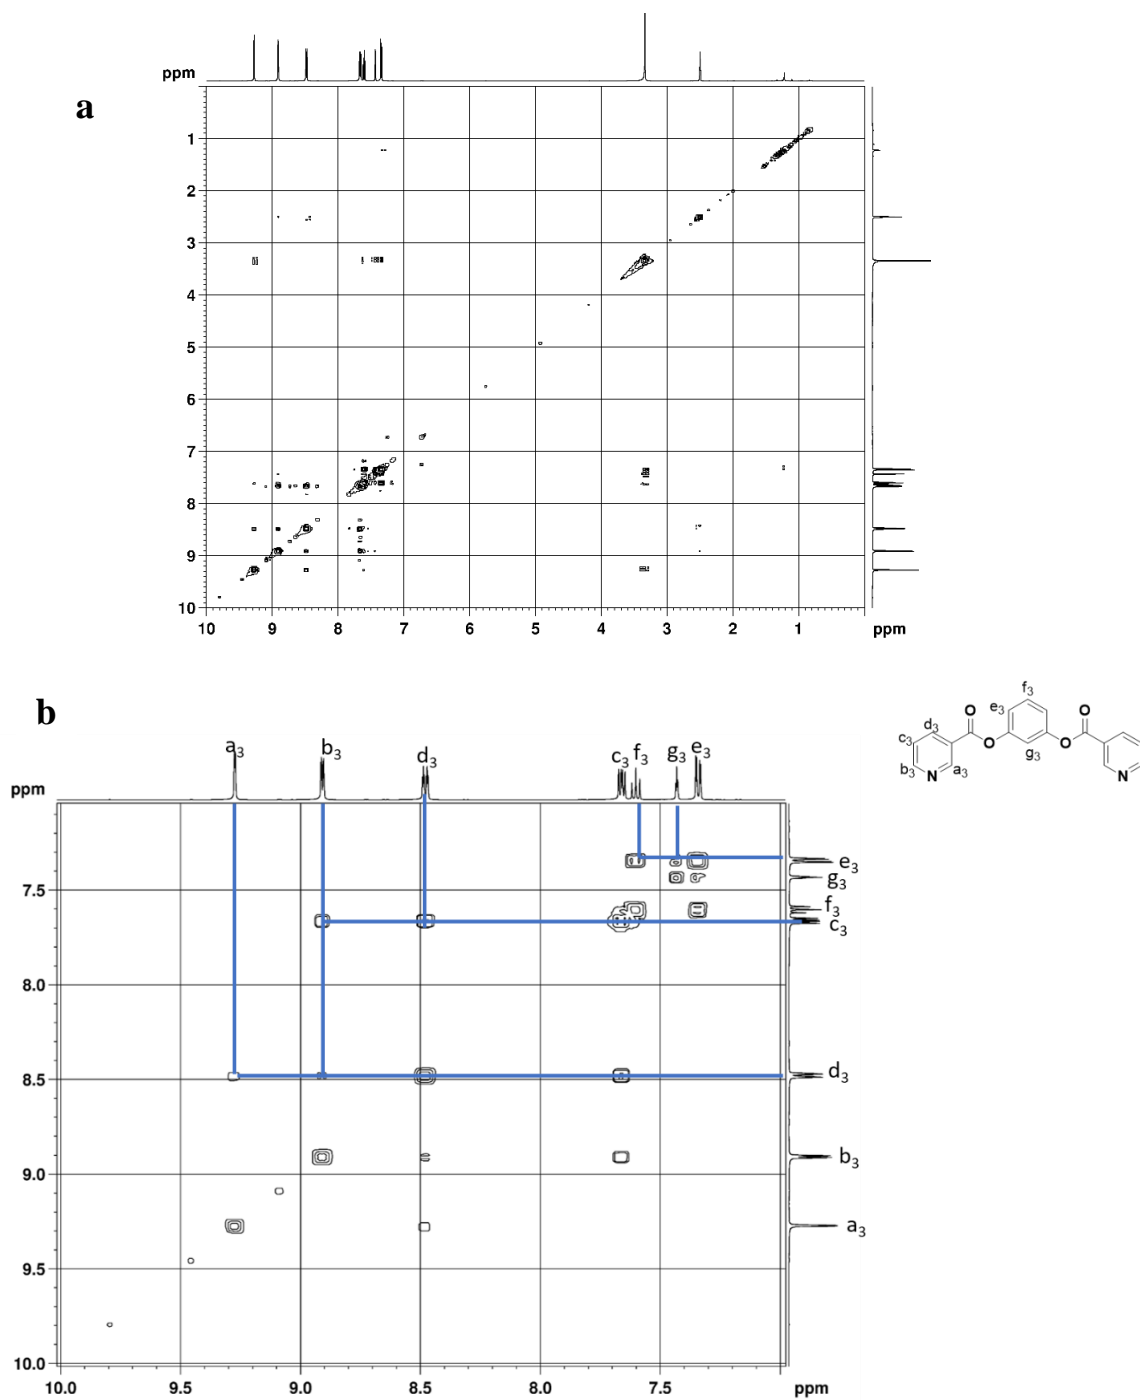 ppm
a
1
2
3
4
5
6
7
8
9
10
10 9 8 7 6 5 4 3 2 1 ppm
b
a3 b3 d3 c3 f3 g3 e3
ppm
7.5
8.0
8.5
9.0
9.5
10.0
10.0 9.5 9.0 8.5 8.0 7.5 ppm
e3
g3
f3
c3
d3
b3
a3
f3
e3
O O
d3
c3 O O
g3
b3 a3
N N